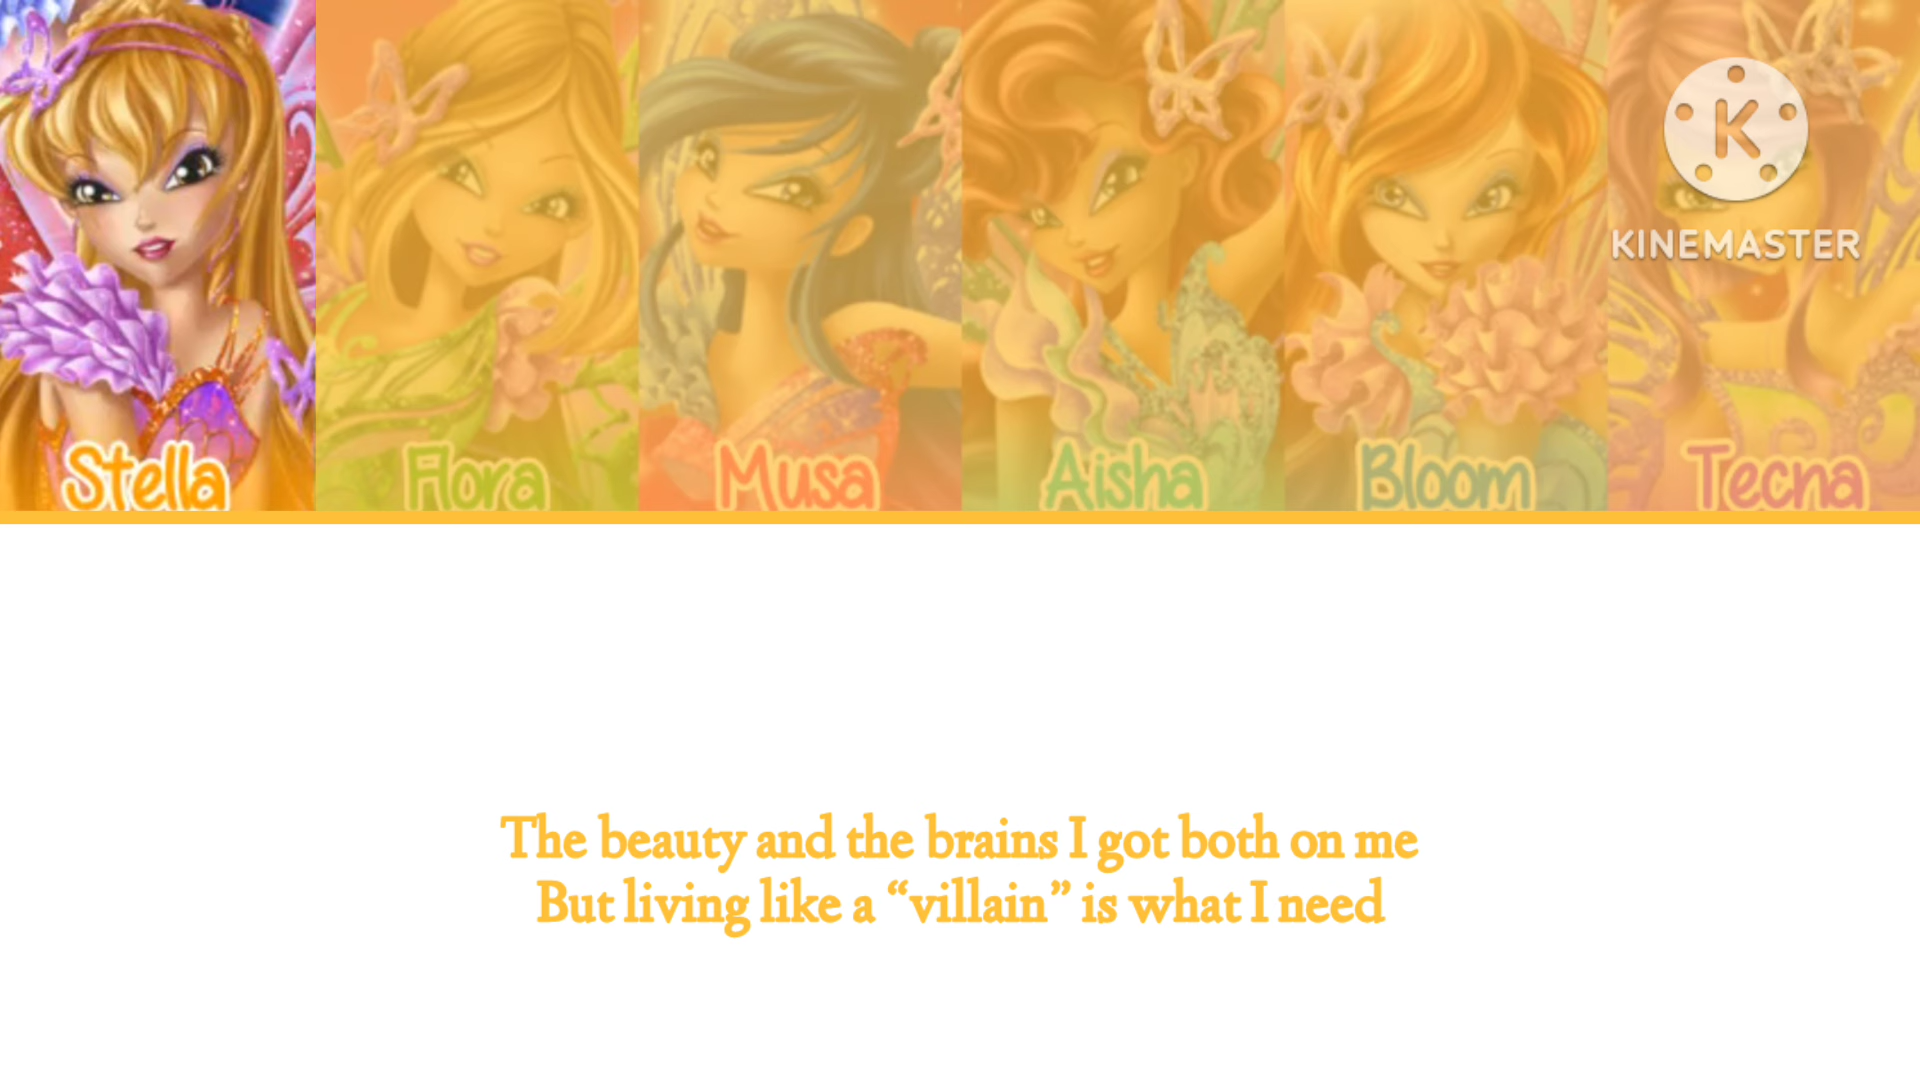 K
KINEMASTER
Stella
Flora
Musa
Aisha
Bloom
Tecna
The beauty and the brains I got both on me
But living like a “villain” is what I need